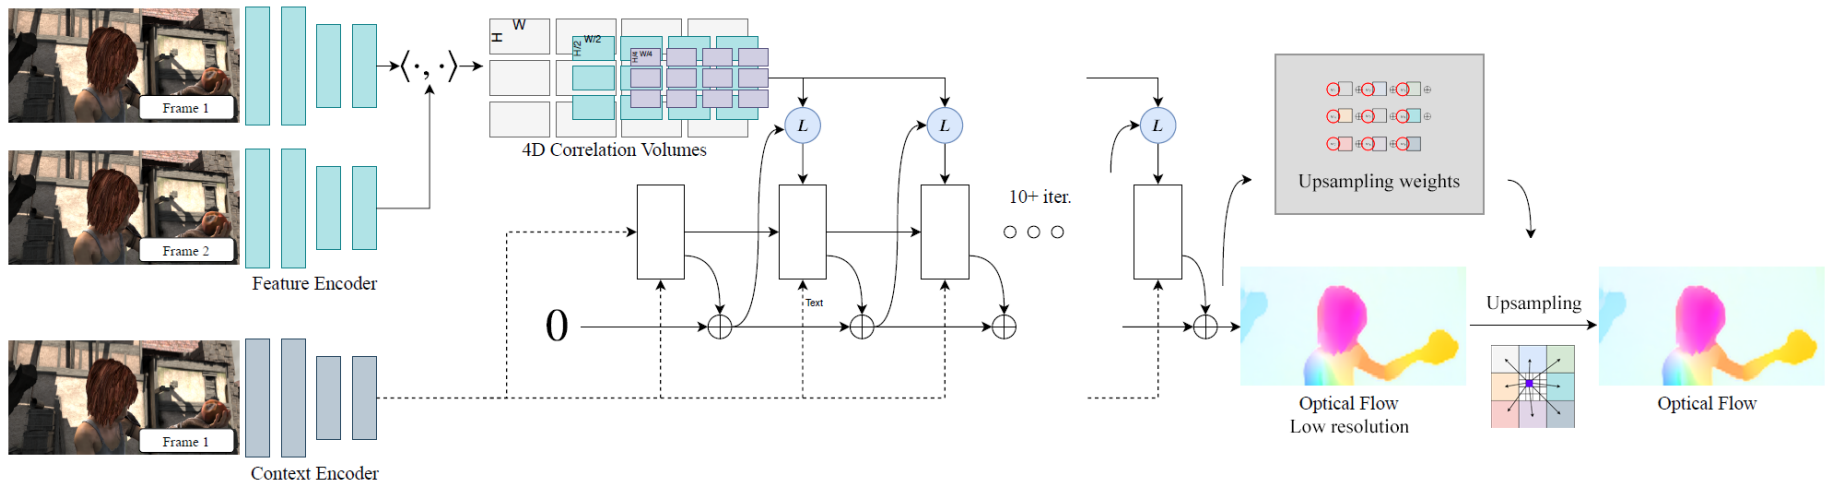 Frame 1
Frame 2
Feature Encoder
Frame 1
Context Encoder
⟨·, ·⟩
H W
H/2 W/2
H/4 W/4
4D Correlation Volumes
L
L
L
10+ iter.
0
Text
Upsampling weights
Optical Flow
Low resolution
Upsampling
Optical Flow